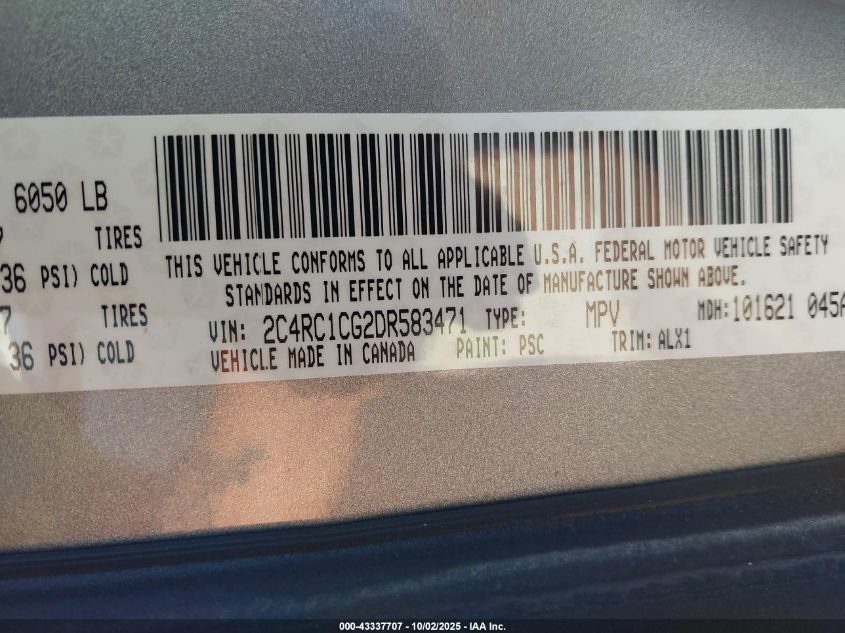 6050 LB
7 TIRES
36 PSI) COLD
7 TIRES
36 PSI) COLD
THIS VEHICLE CONFORMS TO ALL APPLICABLE U.S.A. FEDERAL MOTOR VEHICLE SAFETY
STANDARDS IN EFFECT ON THE DATE OF MANUFACTURE SHOWN ABOVE.
VIN: 2C4RC1CG2DR583471 TYPE: MPV MDH:101621 045A
VEHICLE MADE IN CANADA PAINT: PSC TRIM: ALX1
000-43337707 - 10/02/2025 - IAA Inc.